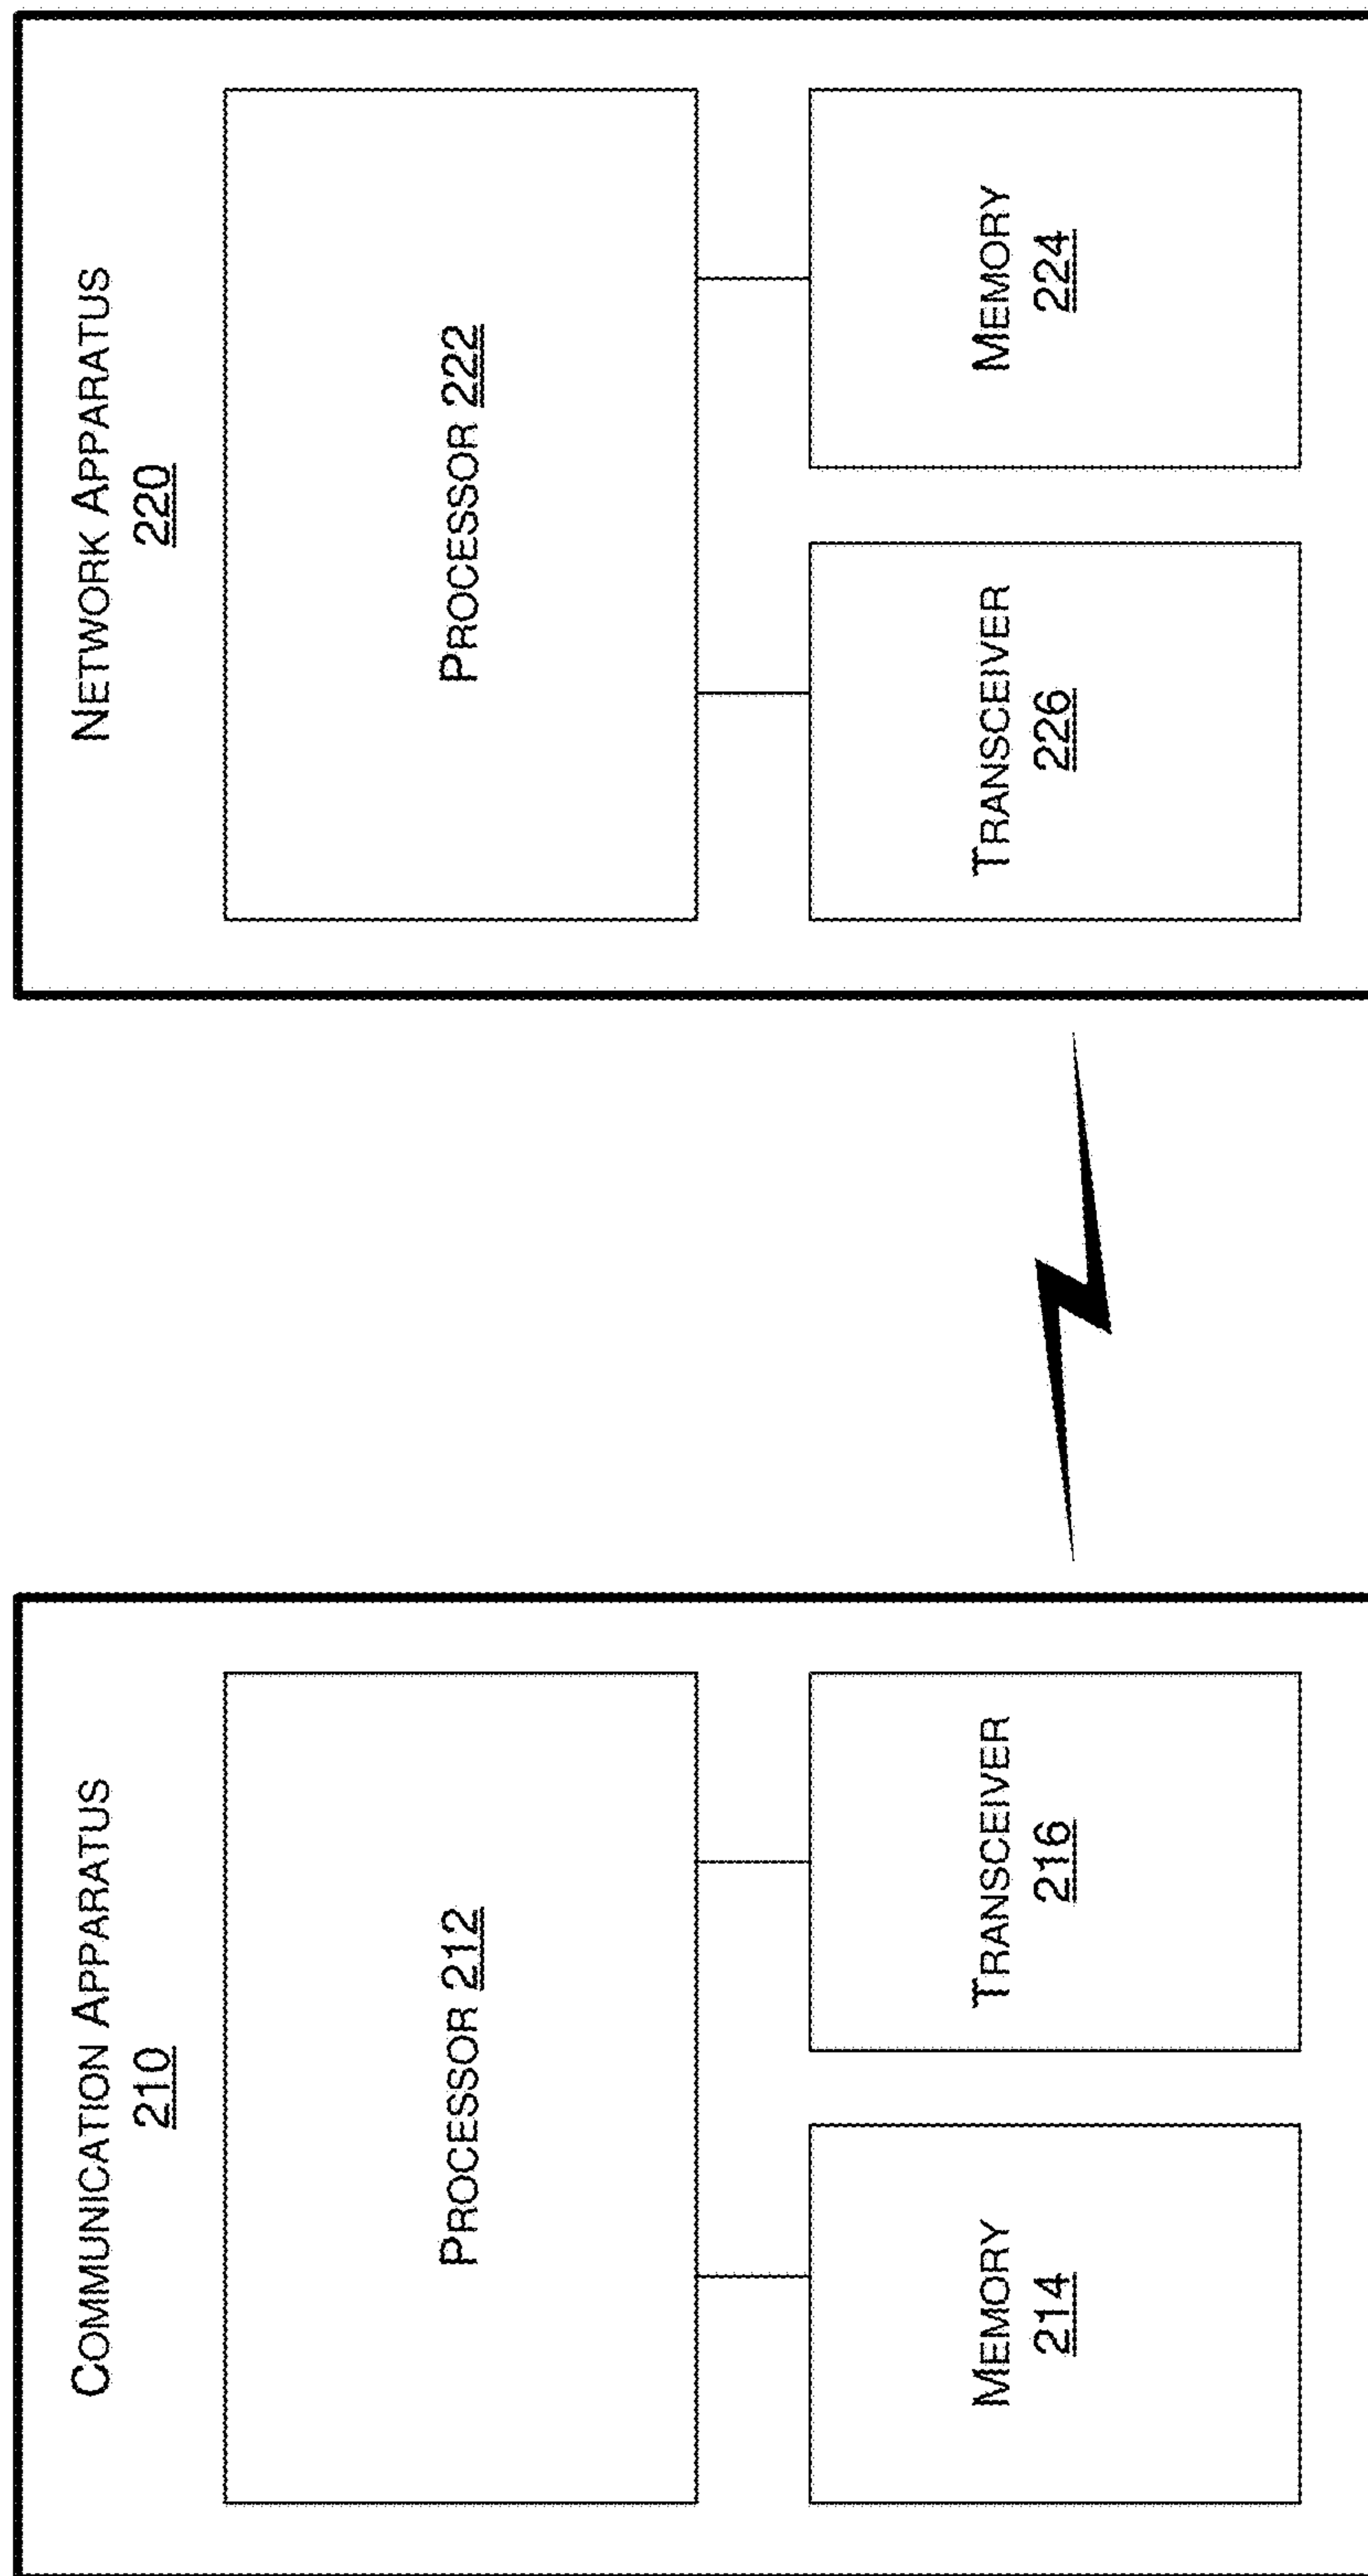 COMMUNICATION APPARATUS
210
PROCESSOR 212
MEMORY
214
TRANSCEIVER
216
NETWORK APPARATUS
220
PROCESSOR 222
TRANSCEIVER
226
MEMORY
224